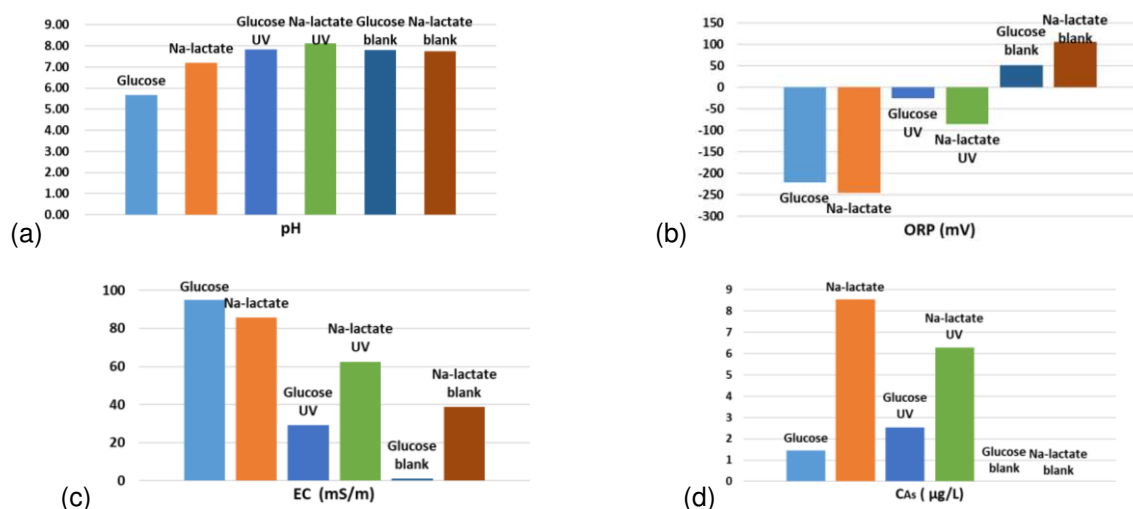 9.00
8.00
7.00
6.00
5.00
4.00
3.00
2.00
1.00
0.00
Glucose
Na-lactate
Glucose
UV
Na-lactate
UV
Glucose
blank
Na-lactate
blank
pH
(a)
150
100
50
0
-50
-100
-150
-200
-250
-300
Glucose
Na-lactate
Glucose
UV
Na-lactate
UV
Glucose
blank
Na-lactate
blank
ORP (mV)
(b)
100
80
60
40
20
0
Glucose
Na-lactate
Glucose
UV
Na-lactate
UV
Glucose
blank
Na-lactate
blank
EC (mS/m)
(c)
9
8
7
6
5
4
3
2
1
0
Glucose
Na-lactate
Glucose
UV
Na-lactate
UV
Glucose
blank
Na-lactate
blank
CAs ( µg/L)
(d)